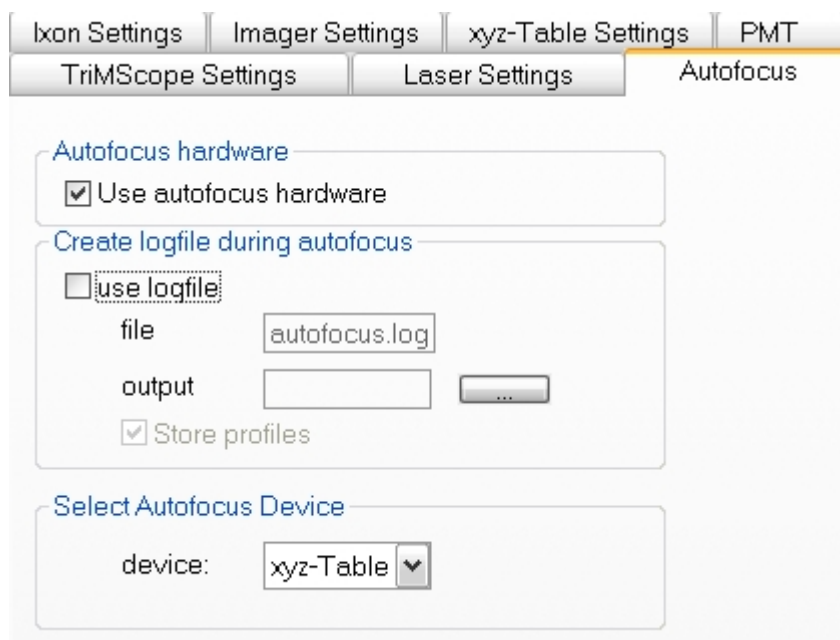 Ixon Settings Imager Settings xyz-Table Settings PMT
TriMScope Settings Laser Settings Autofocus
Autofocus hardware
Use autofocus hardware
Create logfile during autofocus
use logfile
file autofocus.log
output ...
Store profiles
Select Autofocus Device
device: xyz-Table